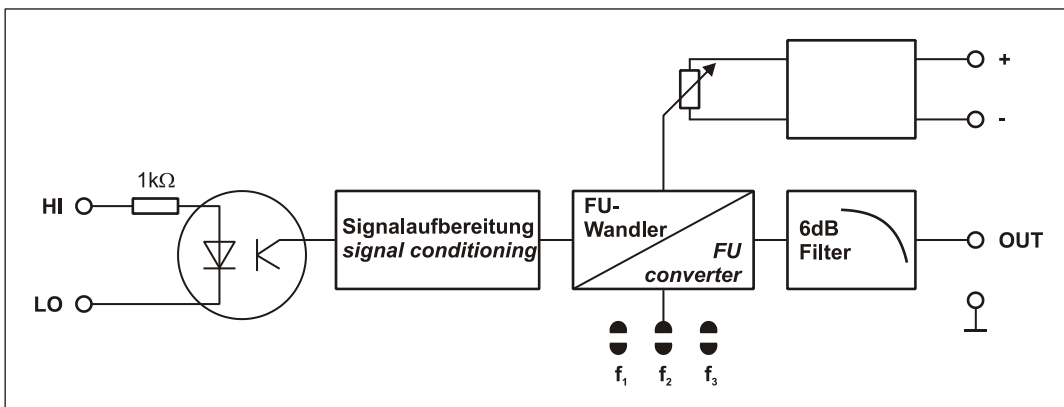 +
-
HI
1kΩ
LO
Signalaufbereitung
signal conditioning
FU-
Wandler
FU
converter
6dB
Filter
OUT
f₁ f₂ f₃